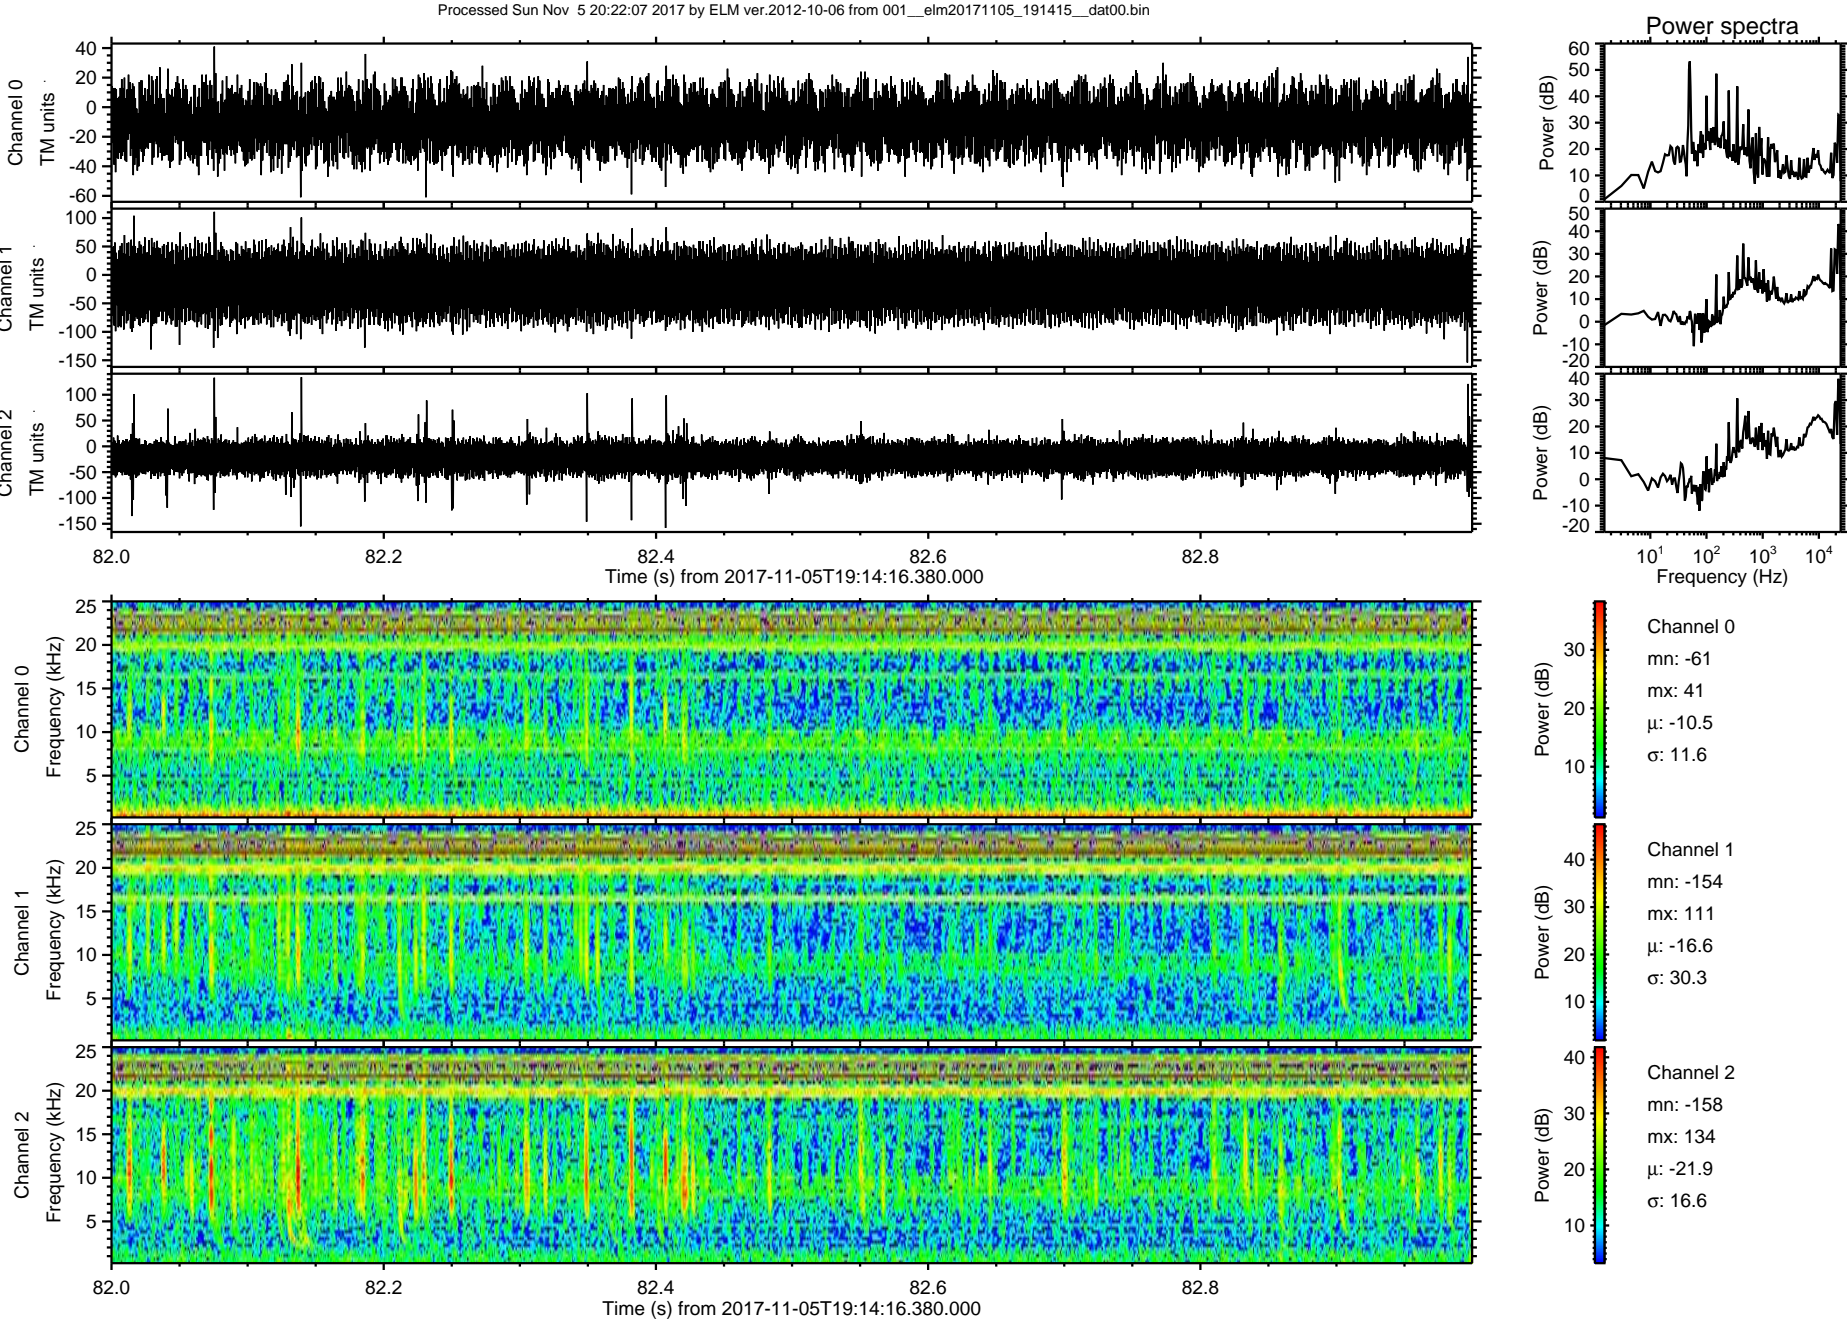 Processed Sun Nov  5 20:22:07 2017 by ELM ver.2012-10-06 from 001__elm20171105_191415__dat00.bin
Power spectra
Channel 0
TM units
40
20
0
-20
-40
-60
Power (dB)
60
50
40
30
20
10
0
Channel 1
TM units
100
50
0
-50
-100
-150
Power (dB)
50
40
30
20
10
0
-10
-20
Channel 2
TM units
100
50
0
-50
-100
-150
Power (dB)
40
30
20
10
0
-10
-20
82.0 82.2 82.4 82.6 82.8
Time (s) from 2017-11-05T19:14:16.380.000
10^1 10^2 10^3 10^4
Frequency (Hz)
Channel 0
Frequency (kHz)
25
20
15
10
5
Power (dB)
30
20
10
Channel 0
mn: -61
mx: 41
μ: -10.5
σ: 11.6
Channel 1
Frequency (kHz)
25
20
15
10
5
Power (dB)
40
30
20
10
Channel 1
mn: -154
mx: 111
μ: -16.6
σ: 30.3
Channel 2
Frequency (kHz)
25
20
15
10
5
Power (dB)
40
30
20
10
Channel 2
mn: -158
mx: 134
μ: -21.9
σ: 16.6
82.0 82.2 82.4 82.6 82.8
Time (s) from 2017-11-05T19:14:16.380.000